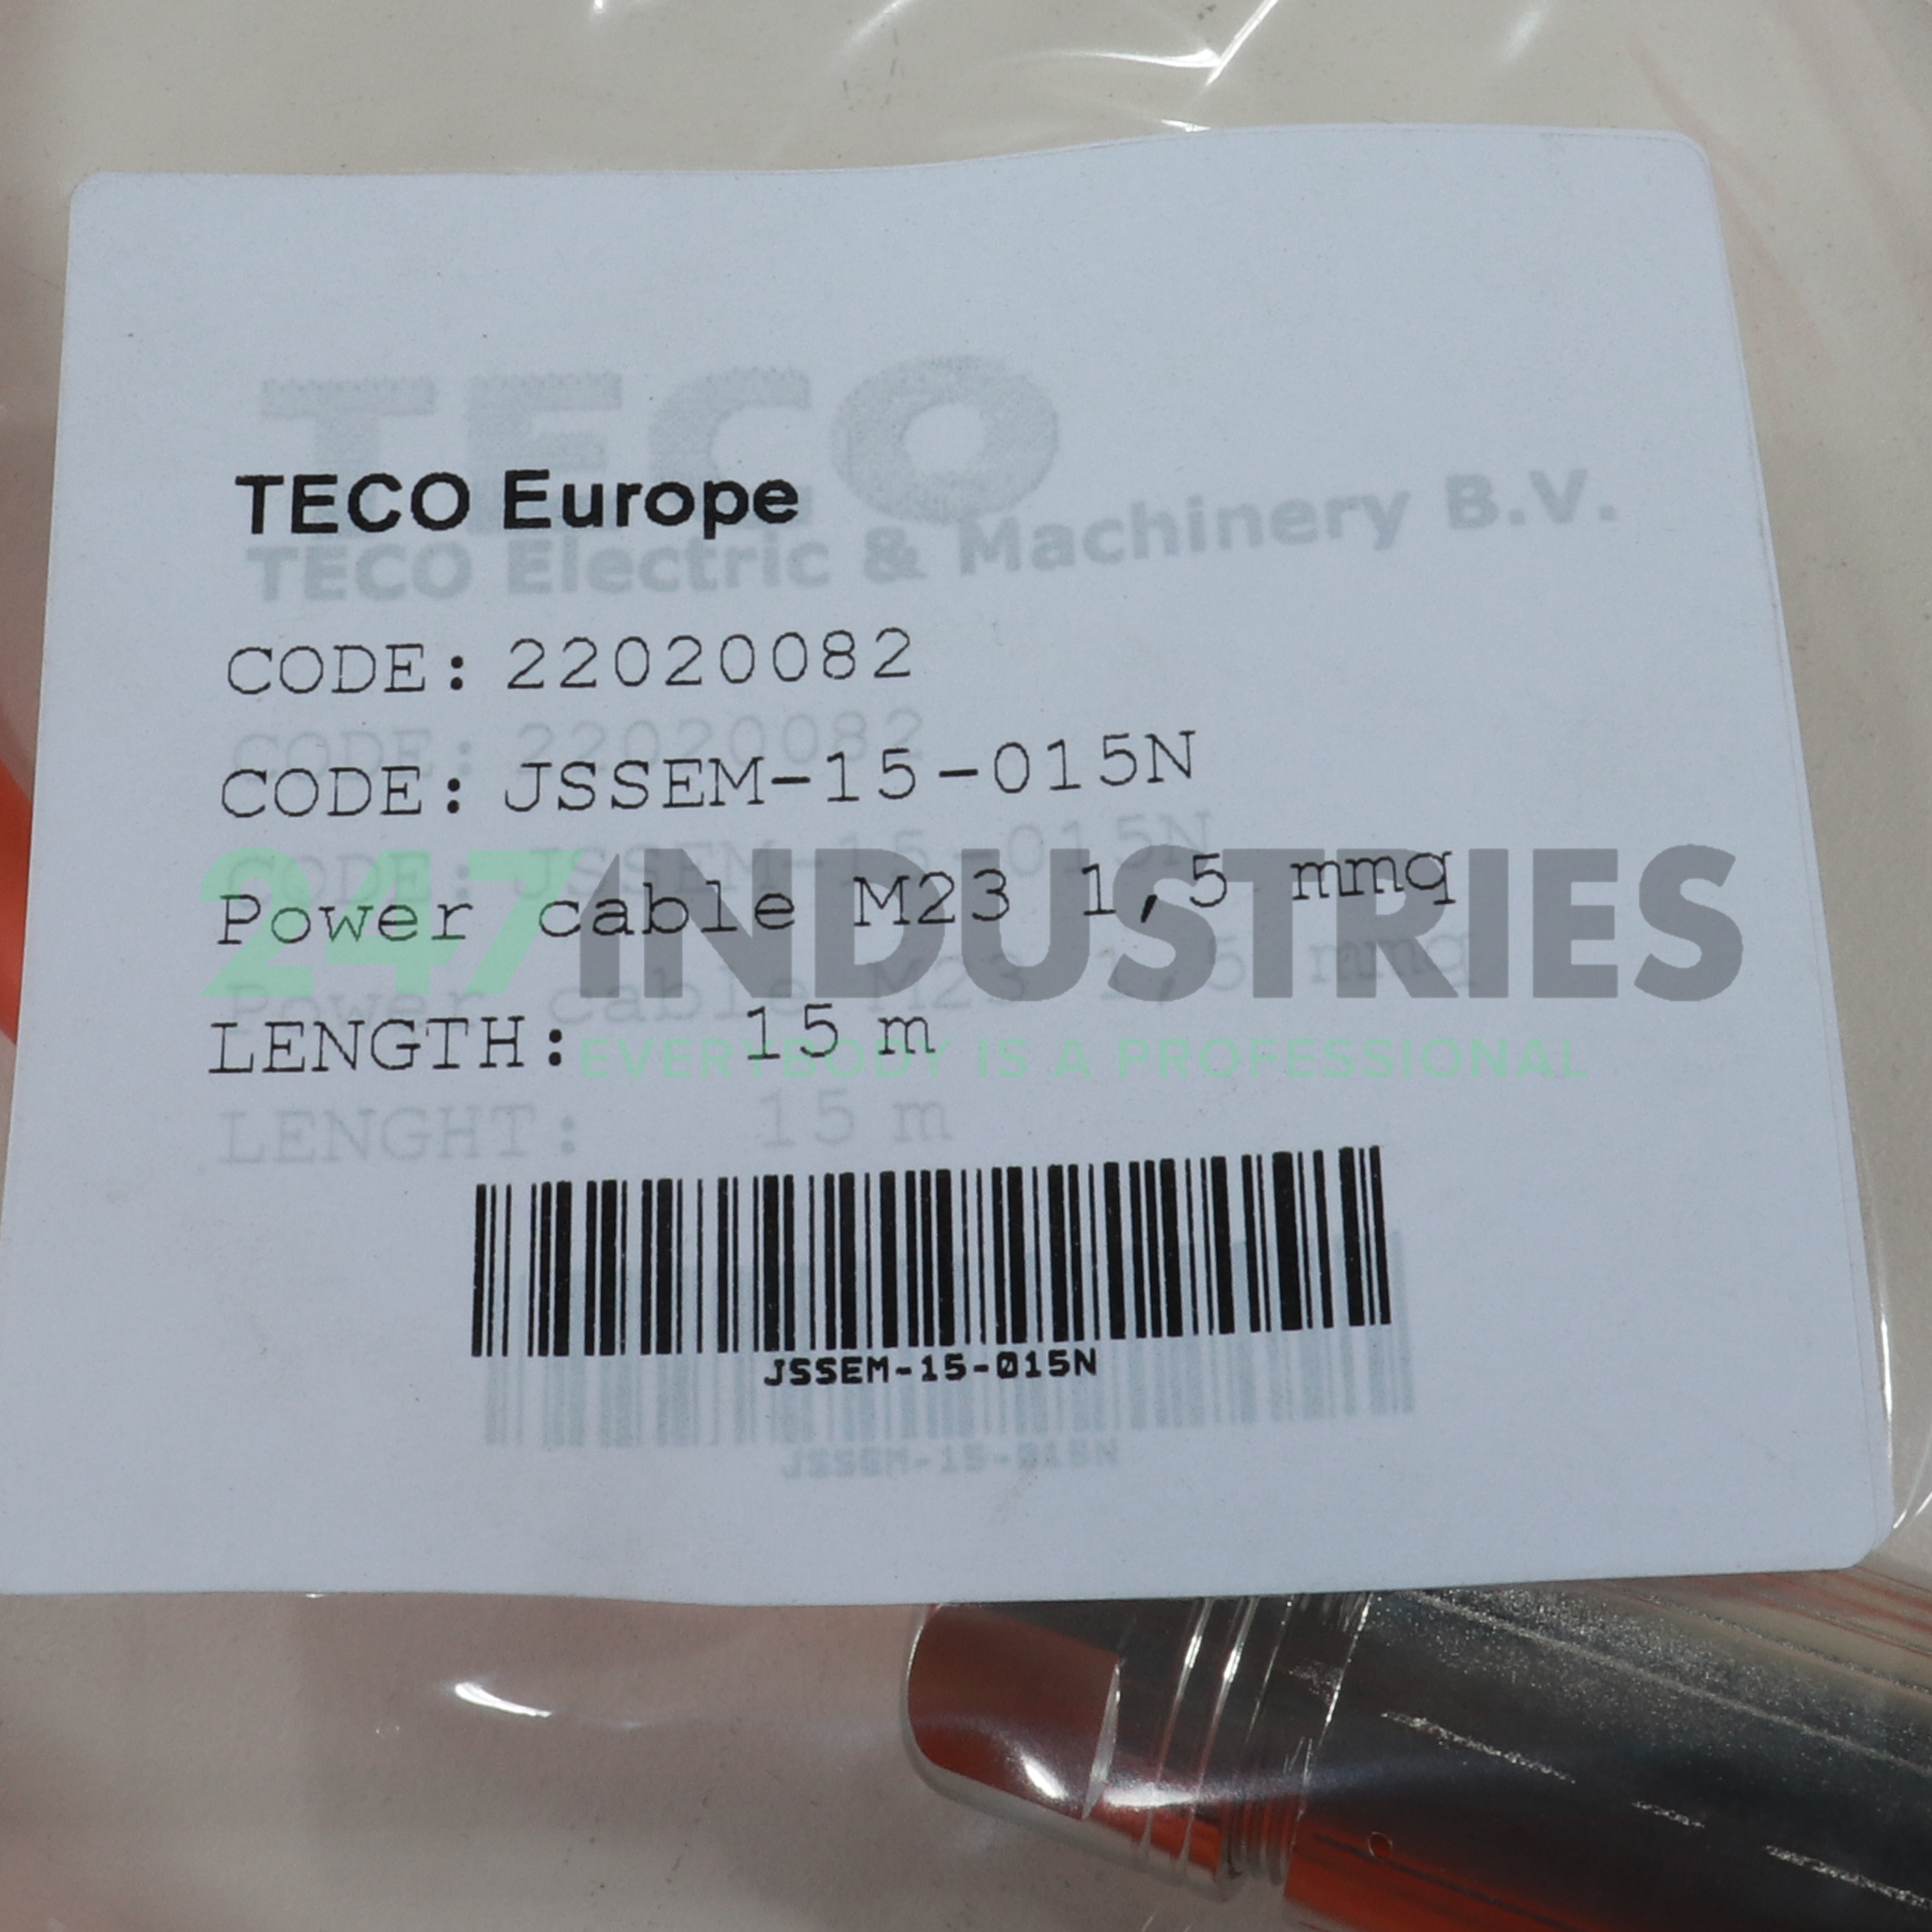 TECO
TECO Europe
TECO Electric & Machinery B.V.
CODE: 22020082
CODE: 22020082
CODE: JSSEM-15-015N
CODE: JSSEM-15-015N
247INDUSTRIES
Power cable M23 1,5 mmq
Power cable M23 1,5 mmq
LENGTH: 15 m
EVERYBODY IS A PROFESSIONAL
LENGHT: 15 m
JSSEM-15-015N
JSSEM-15-015N